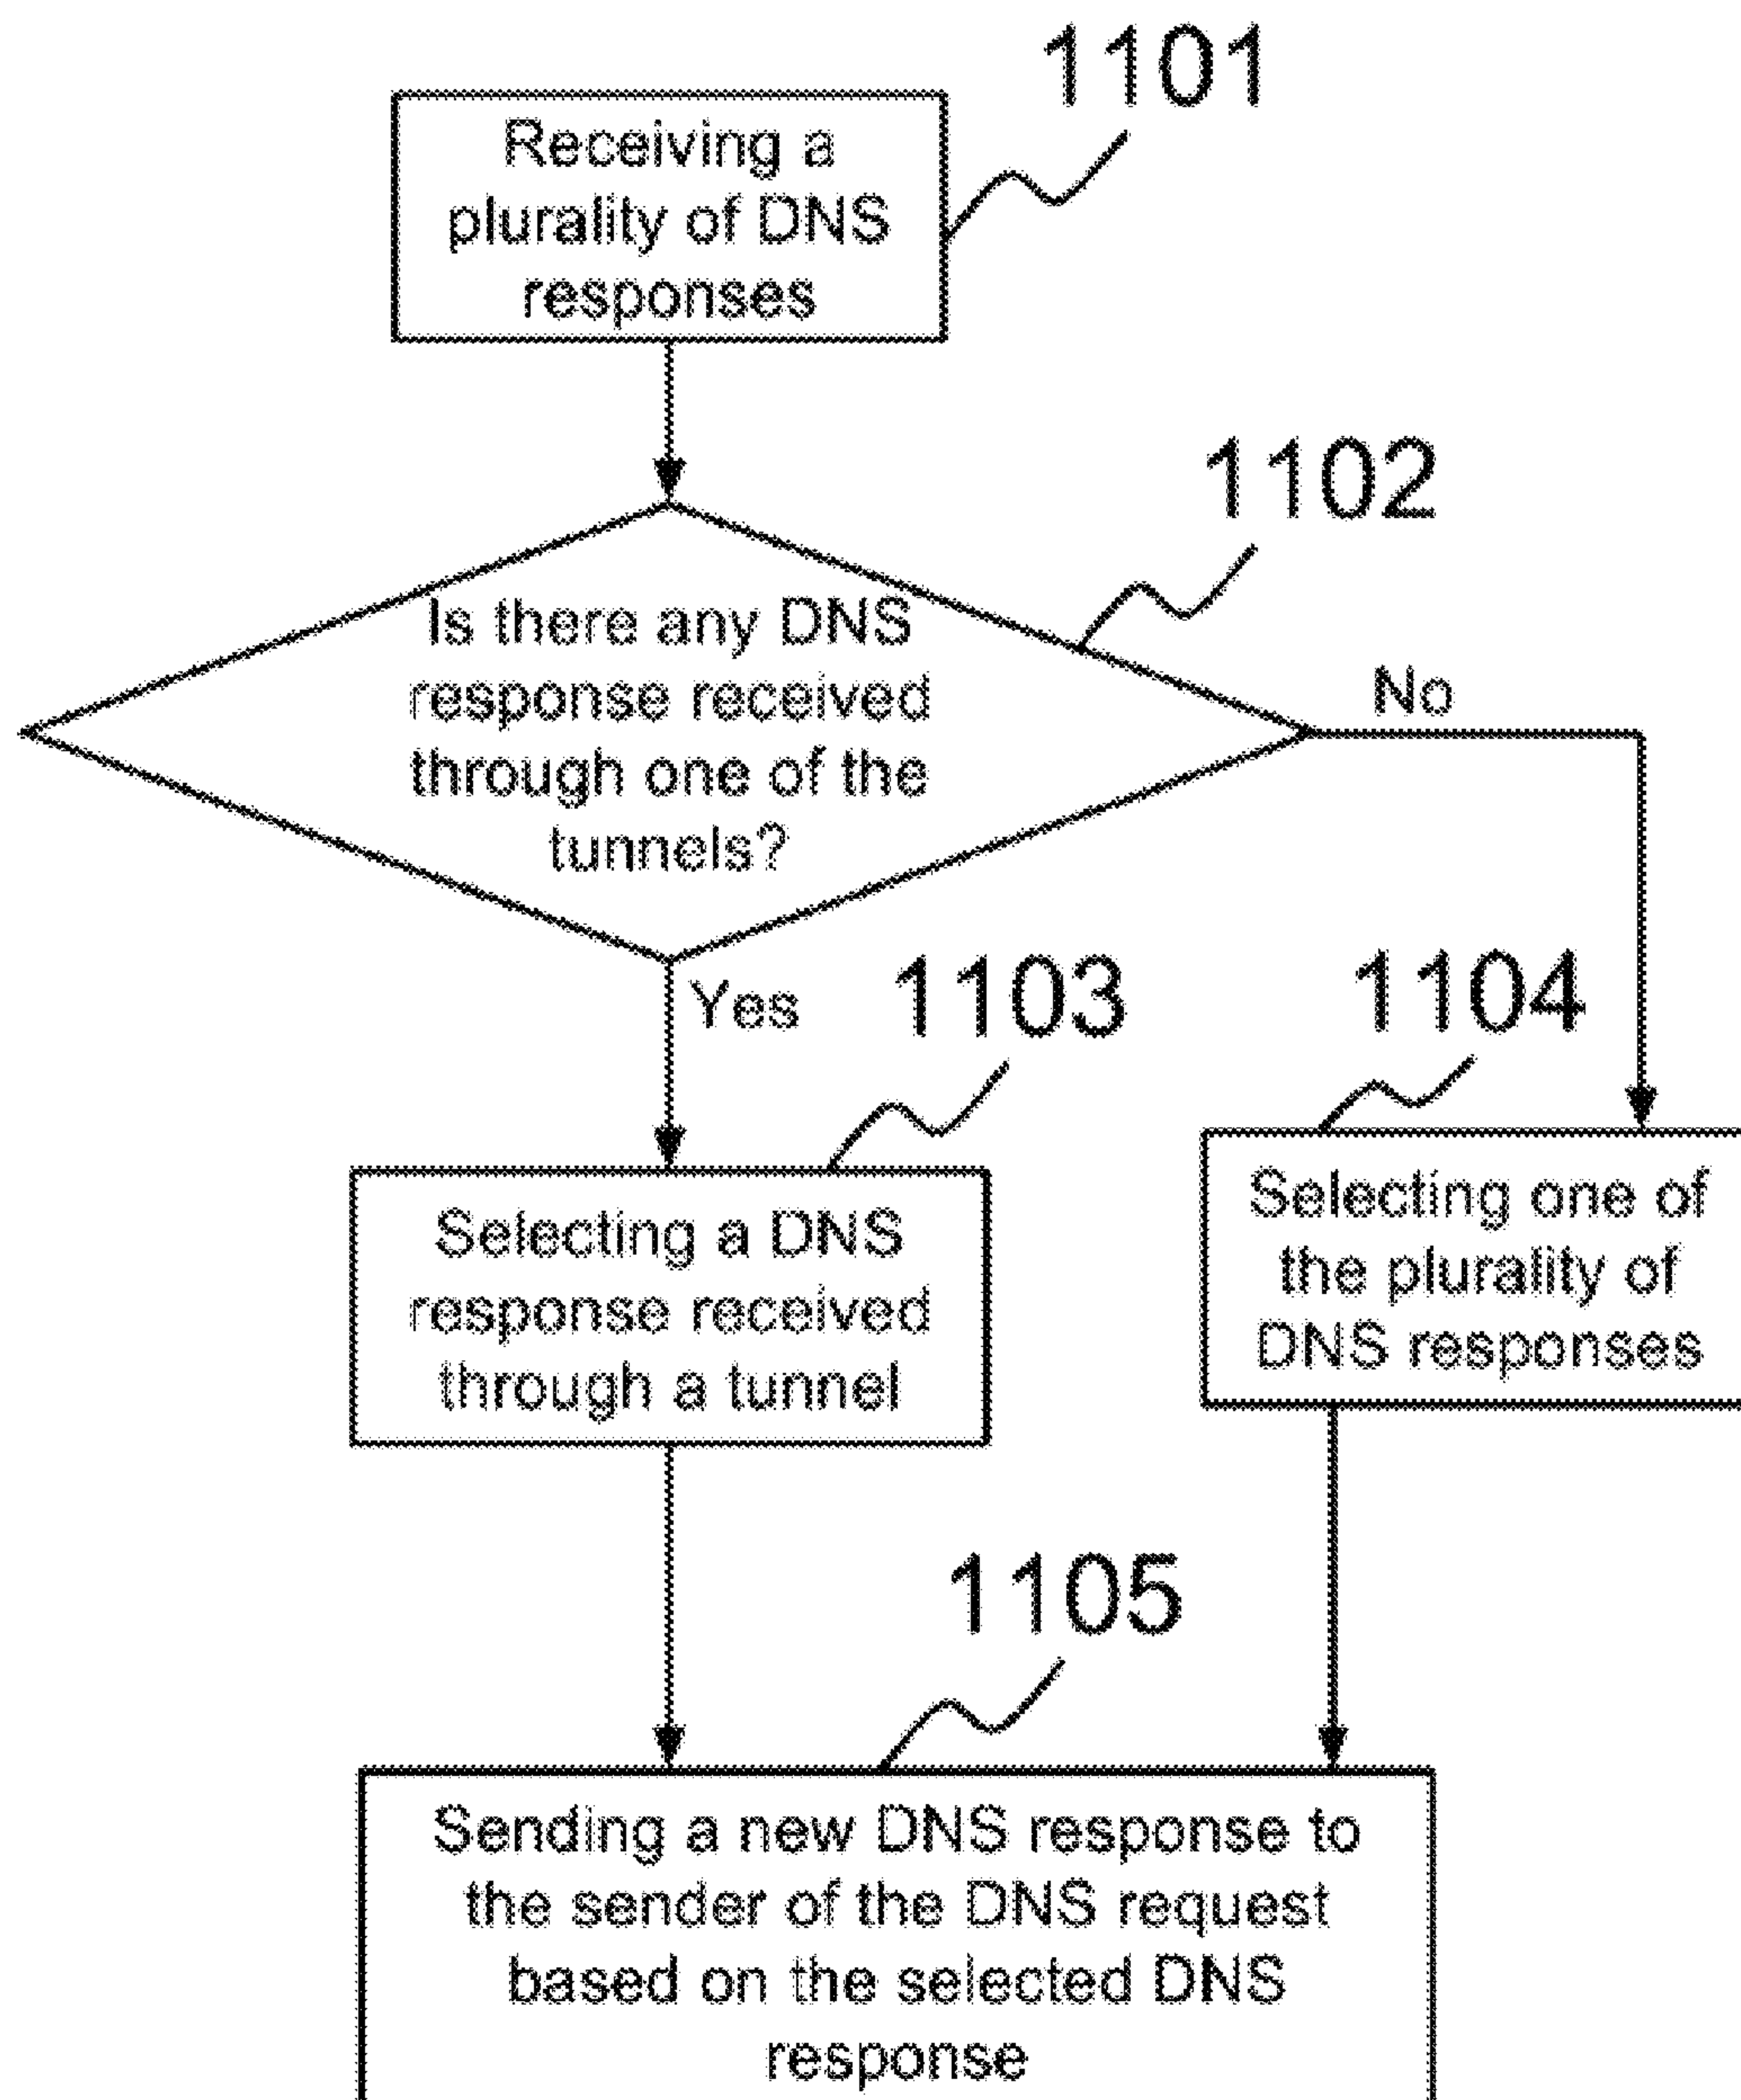 1101
Receiving a
plurality of DNS
responses
1102
Is there any DNS
response received
through one of the
tunnels?
No
Yes
1103
1104
Selecting a DNS
response received
through a tunnel
Selecting one of
the plurality of
DNS responses
1105
Sending a new DNS response to
the sender of the DNS request
based on the selected DNS
response